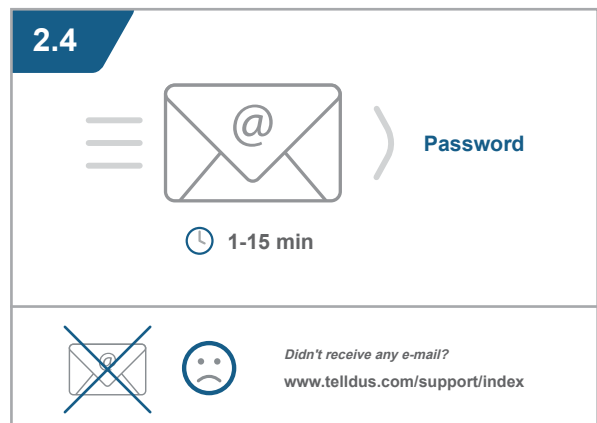 2.4
@
Password
1-15 min
@
Didn't receive any e-mail?
www.telldus.com/support/index